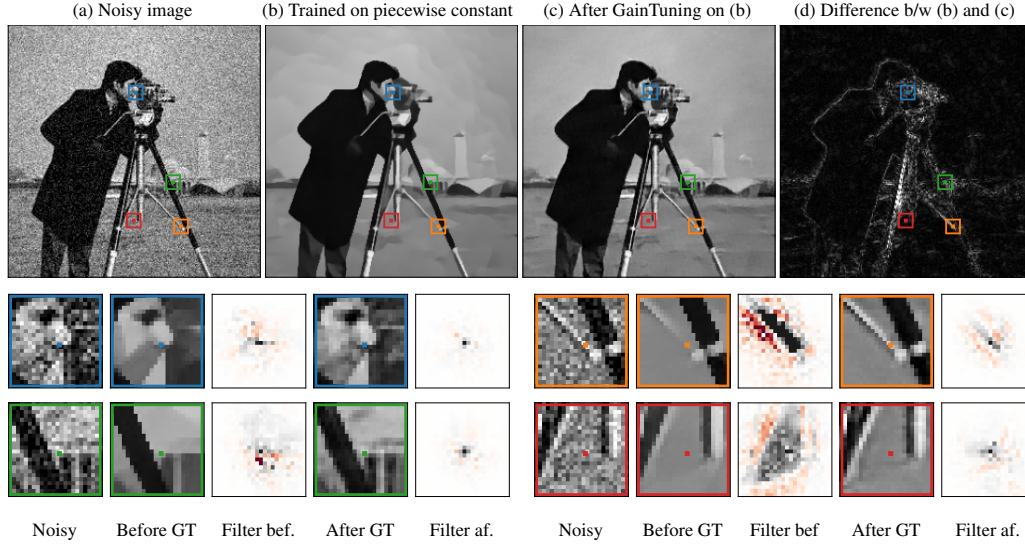 (a) Noisy image
(b) Trained on piecewise constant
(c) After GainTuning on (b)
(d) Difference b/w (b) and (c)
Noisy
Before GT
Filter bef.
After GT
Filter af.
Noisy
Before GT
Filter bef
After GT
Filter af.